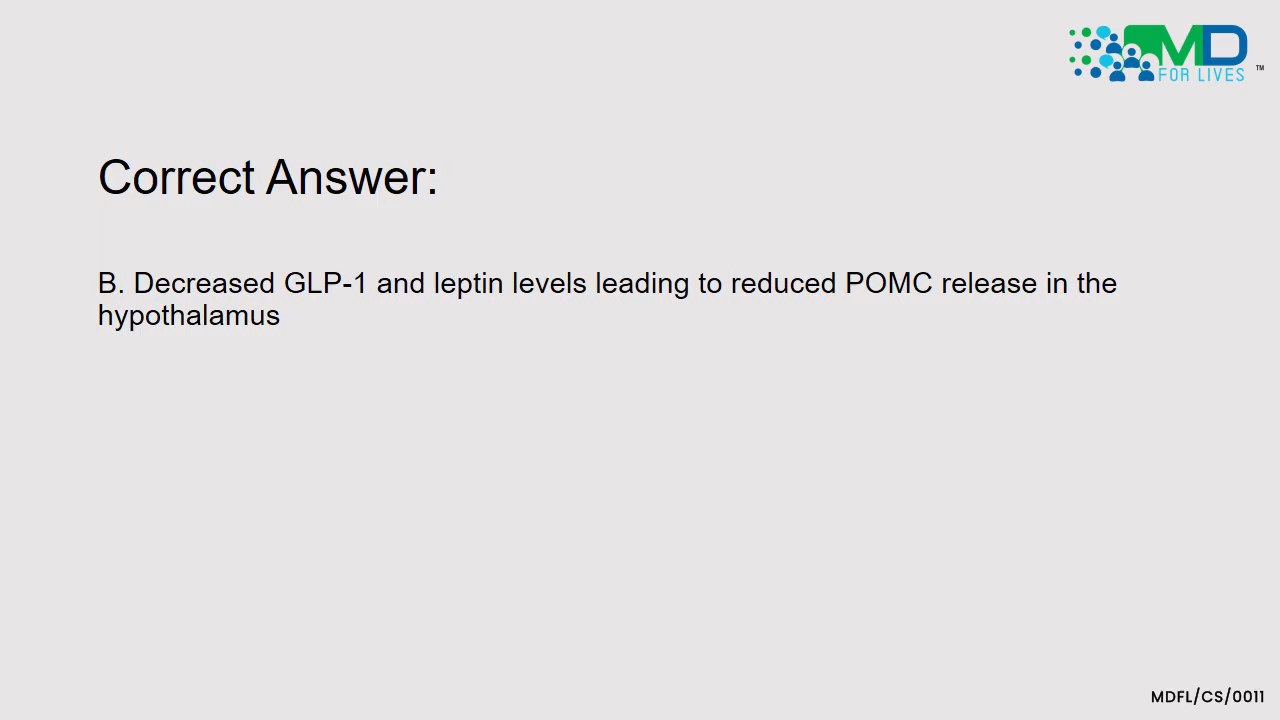 MD
FOR LIVES ™
Correct Answer:
B. Decreased GLP-1 and leptin levels leading to reduced POMC release in the
hypothalamus
MDFL/CS/0011